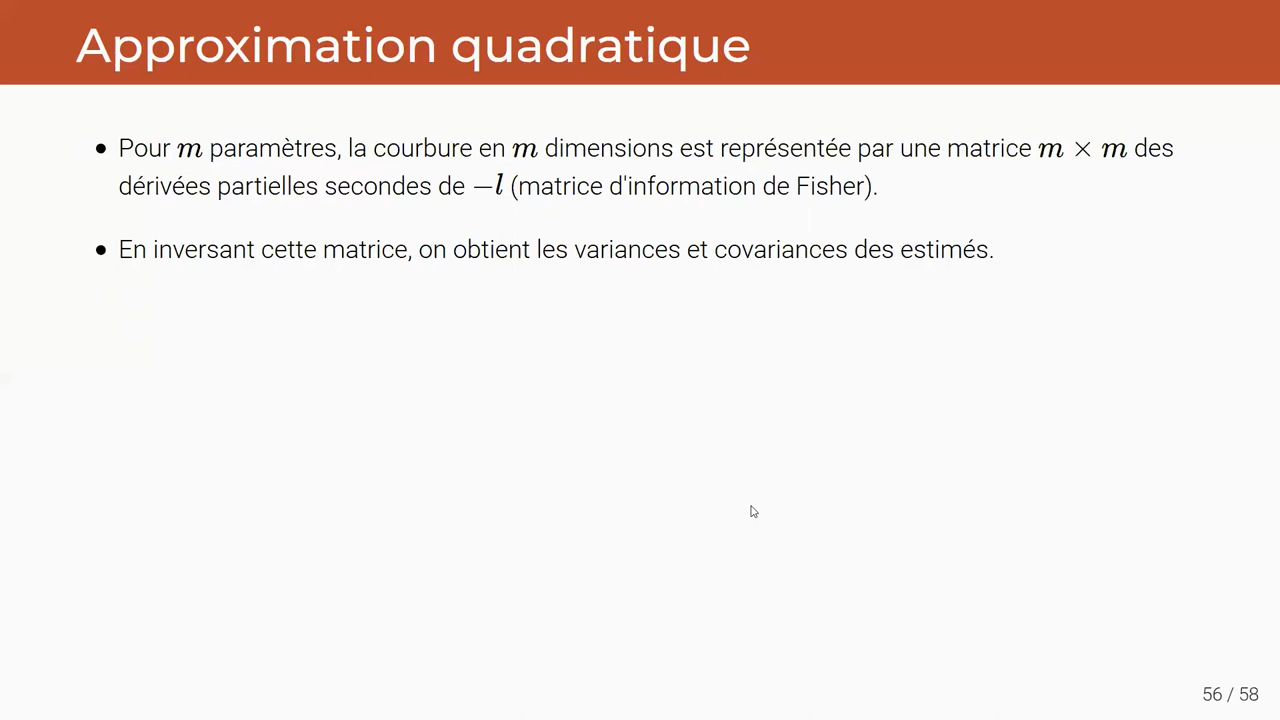 Approximation quadratique
• Pour m paramètres, la courbure en m dimensions est représentée par une matrice m × m des
dérivées partielles secondes de −l (matrice d'information de Fisher).
• En inversant cette matrice, on obtient les variances et covariances des estimés.
56 / 58